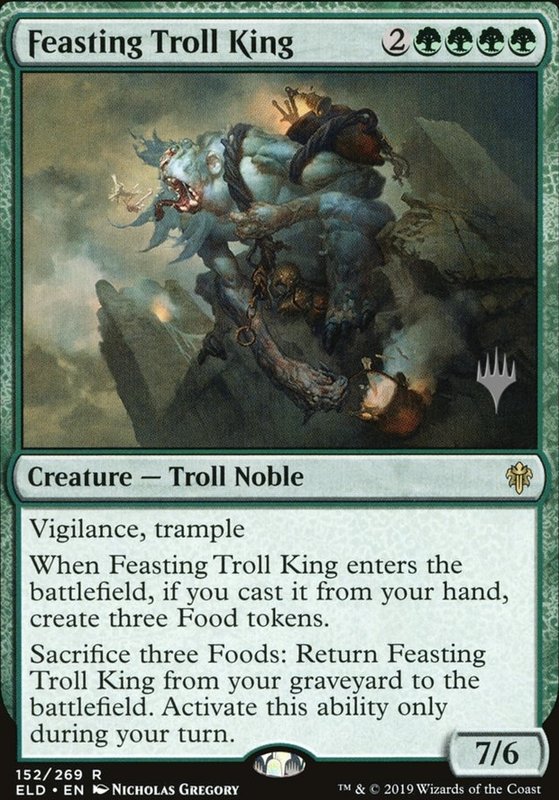 Feasting Troll King 2
Creature — Troll Noble
Vigilance, trample
When Feasting Troll King enters the
battlefield, if you cast it from your hand,
create three Food tokens.
Sacrifice three Foods: Return Feasting
Troll King from your graveyard to the
battlefield. Activate this ability only
during your turn.
7/6
152/269 R
ELD • EN Nicholas Gregory ™ & © 2019 Wizards of the Coast